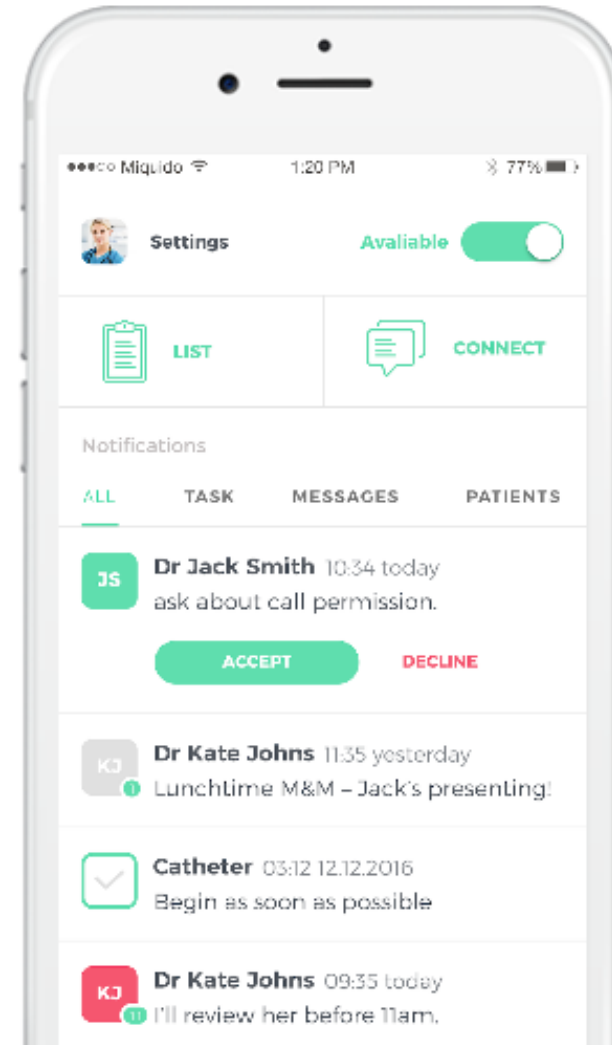 Miquido 1:20 PM 77%
Settings Avaliable
LIST CONNECT
Notifications
ALL TASK MESSAGES PATIENTS
JS Dr Jack Smith 10:34 today
ask about call permission.
ACCEPT DECLINE
KJ Dr Kate Johns 11:35 yesterday
1 Lunchtime M&M – Jack's presenting!
Catheter 03:12 12.12.2016
Begin as soon as possible
KJ Dr Kate Johns 09:35 today
11 I'll review her before 11am.